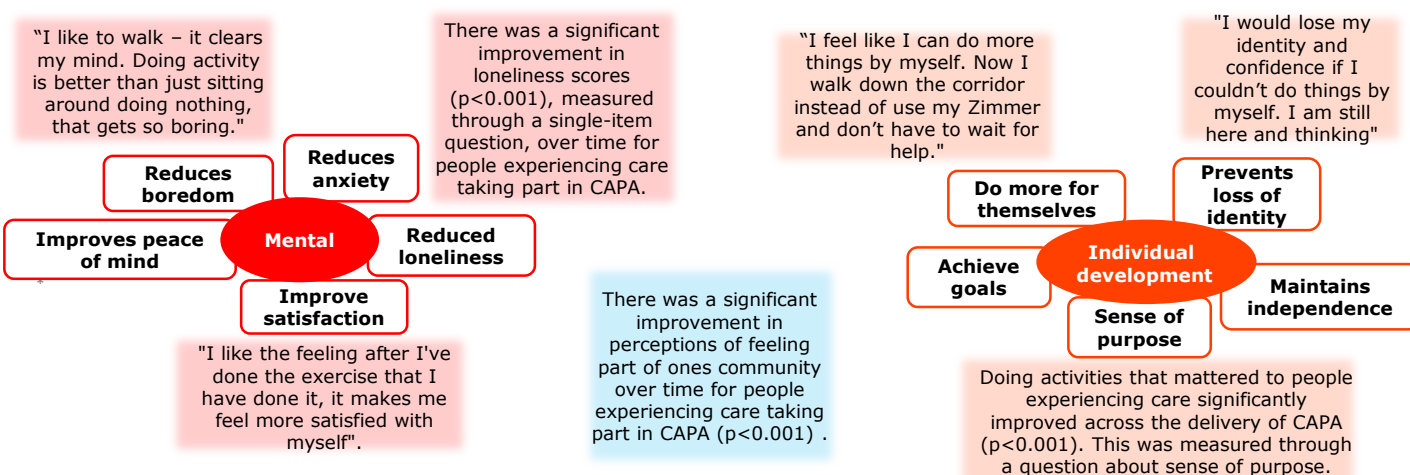 “I like to walk – it clears
my mind. Doing activity
is better than just sitting
around doing nothing,
that gets so boring."
There was a significant
improvement in
loneliness scores
(p<0.001), measured
through a single-item
question, over time for
people experiencing care
taking part in CAPA.
Reduces
boredom
Reduces
anxiety
Improves peace
of mind
Mental
Reduced
loneliness
*
Improve
satisfaction
"I like the feeling after I've
done the exercise that I
have done it, it makes me
feel more satisfied with
myself".
There was a significant
improvement in
perceptions of feeling
part of ones community
over time for people
experiencing care taking
part in CAPA (p<0.001) .
“I feel like I can do more
things by myself. Now I
walk down the corridor
instead of use my Zimmer
and don’t have to wait for
help."
"I would lose my
identity and
confidence if I
couldn’t do things by
myself. I am still
here and thinking"
Do more for
themselves
Prevents
loss of
identity
Achieve
goals
Individual
development
Maintains
independence
Sense of
purpose
Doing activities that mattered to people
experiencing care significantly
improved across the delivery of CAPA
(p<0.001). This was measured through
a question about sense of purpose.